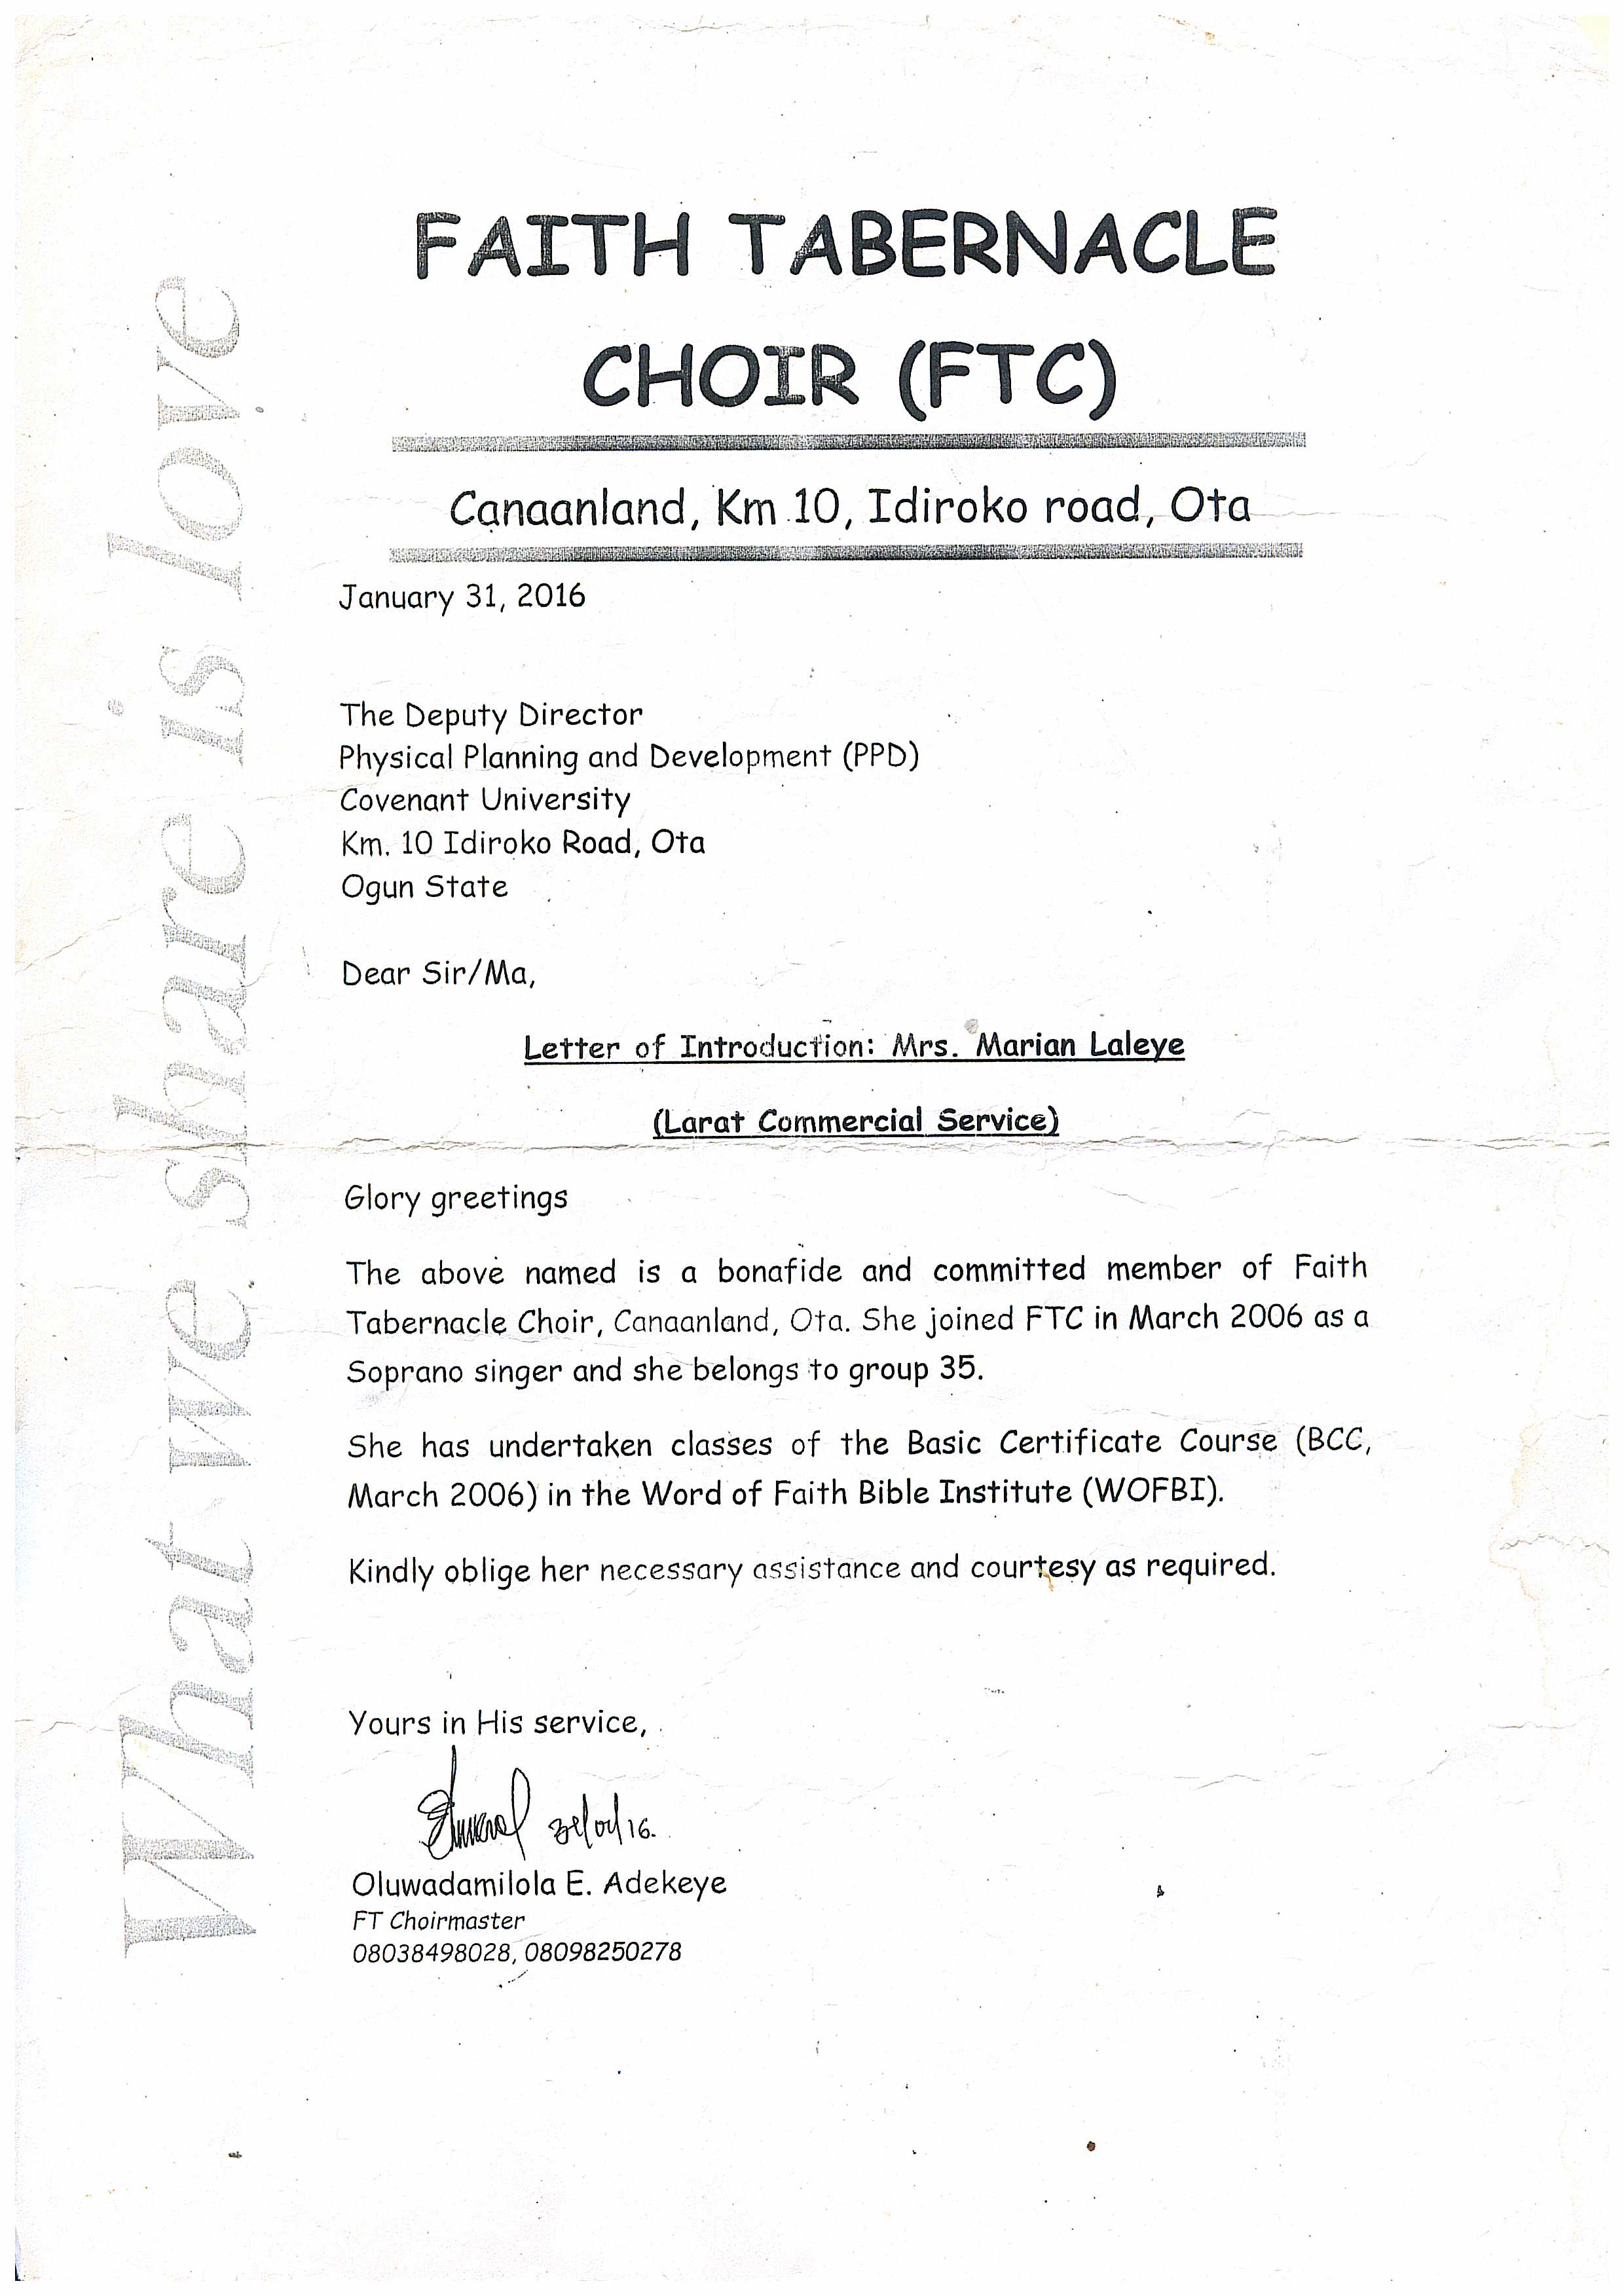 FAITH TABERNACLE
CHOIR (FTC)
Canaanland, Km 10, Idiroko road, Ota
January 31, 2016
The Deputy Director
Physical Planning and Development (PPD)
Covenant University
Km. 10 Idiroko Road, Ota
Ogun State
Dear Sir/Ma,
Letter of Introduction: Mrs. Marian Laleye
(Larat Commercial Service)
Glory greetings
The above named is a bonafide and committed member of Faith
Tabernacle Choir, Canaanland, Ota. She joined FTC in March 2006 as a
Soprano singer and she belongs to group 35.
She has undertaken classes of the Basic Certificate Course (BCC,
March 2006) in the Word of Faith Bible Institute (WOFBI).
Kindly oblige her necessary assistance and courtesy as required.
Yours in His service,
Oluwadamilola E. Adekeye
FT Choirmaster
08038498028, 08098250278
What we share is love